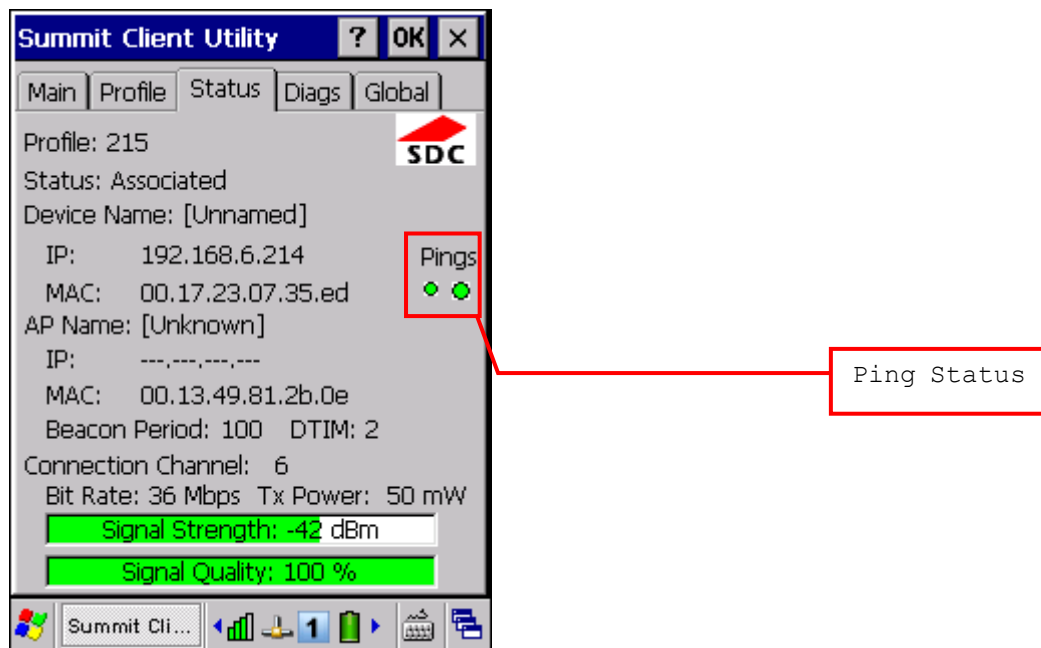 Summit Client Utility ? OK ×
Main Profile Status Diags Global
Profile: 215
SDC
Status: Associated
Device Name: [Unnamed]
IP: 192.168.6.214
Pings
MAC: 00.17.23.07.35.ed
AP Name: [Unknown]
IP: ---.---.---.---
MAC: 00.13.49.81.2b.0e
Beacon Period: 100 DTIM: 2
Connection Channel: 6
Bit Rate: 36 Mbps Tx Power: 50 mW
Signal Strength: -42 dBm
Signal Quality: 100 %
Summit Cli... 1
Ping Status